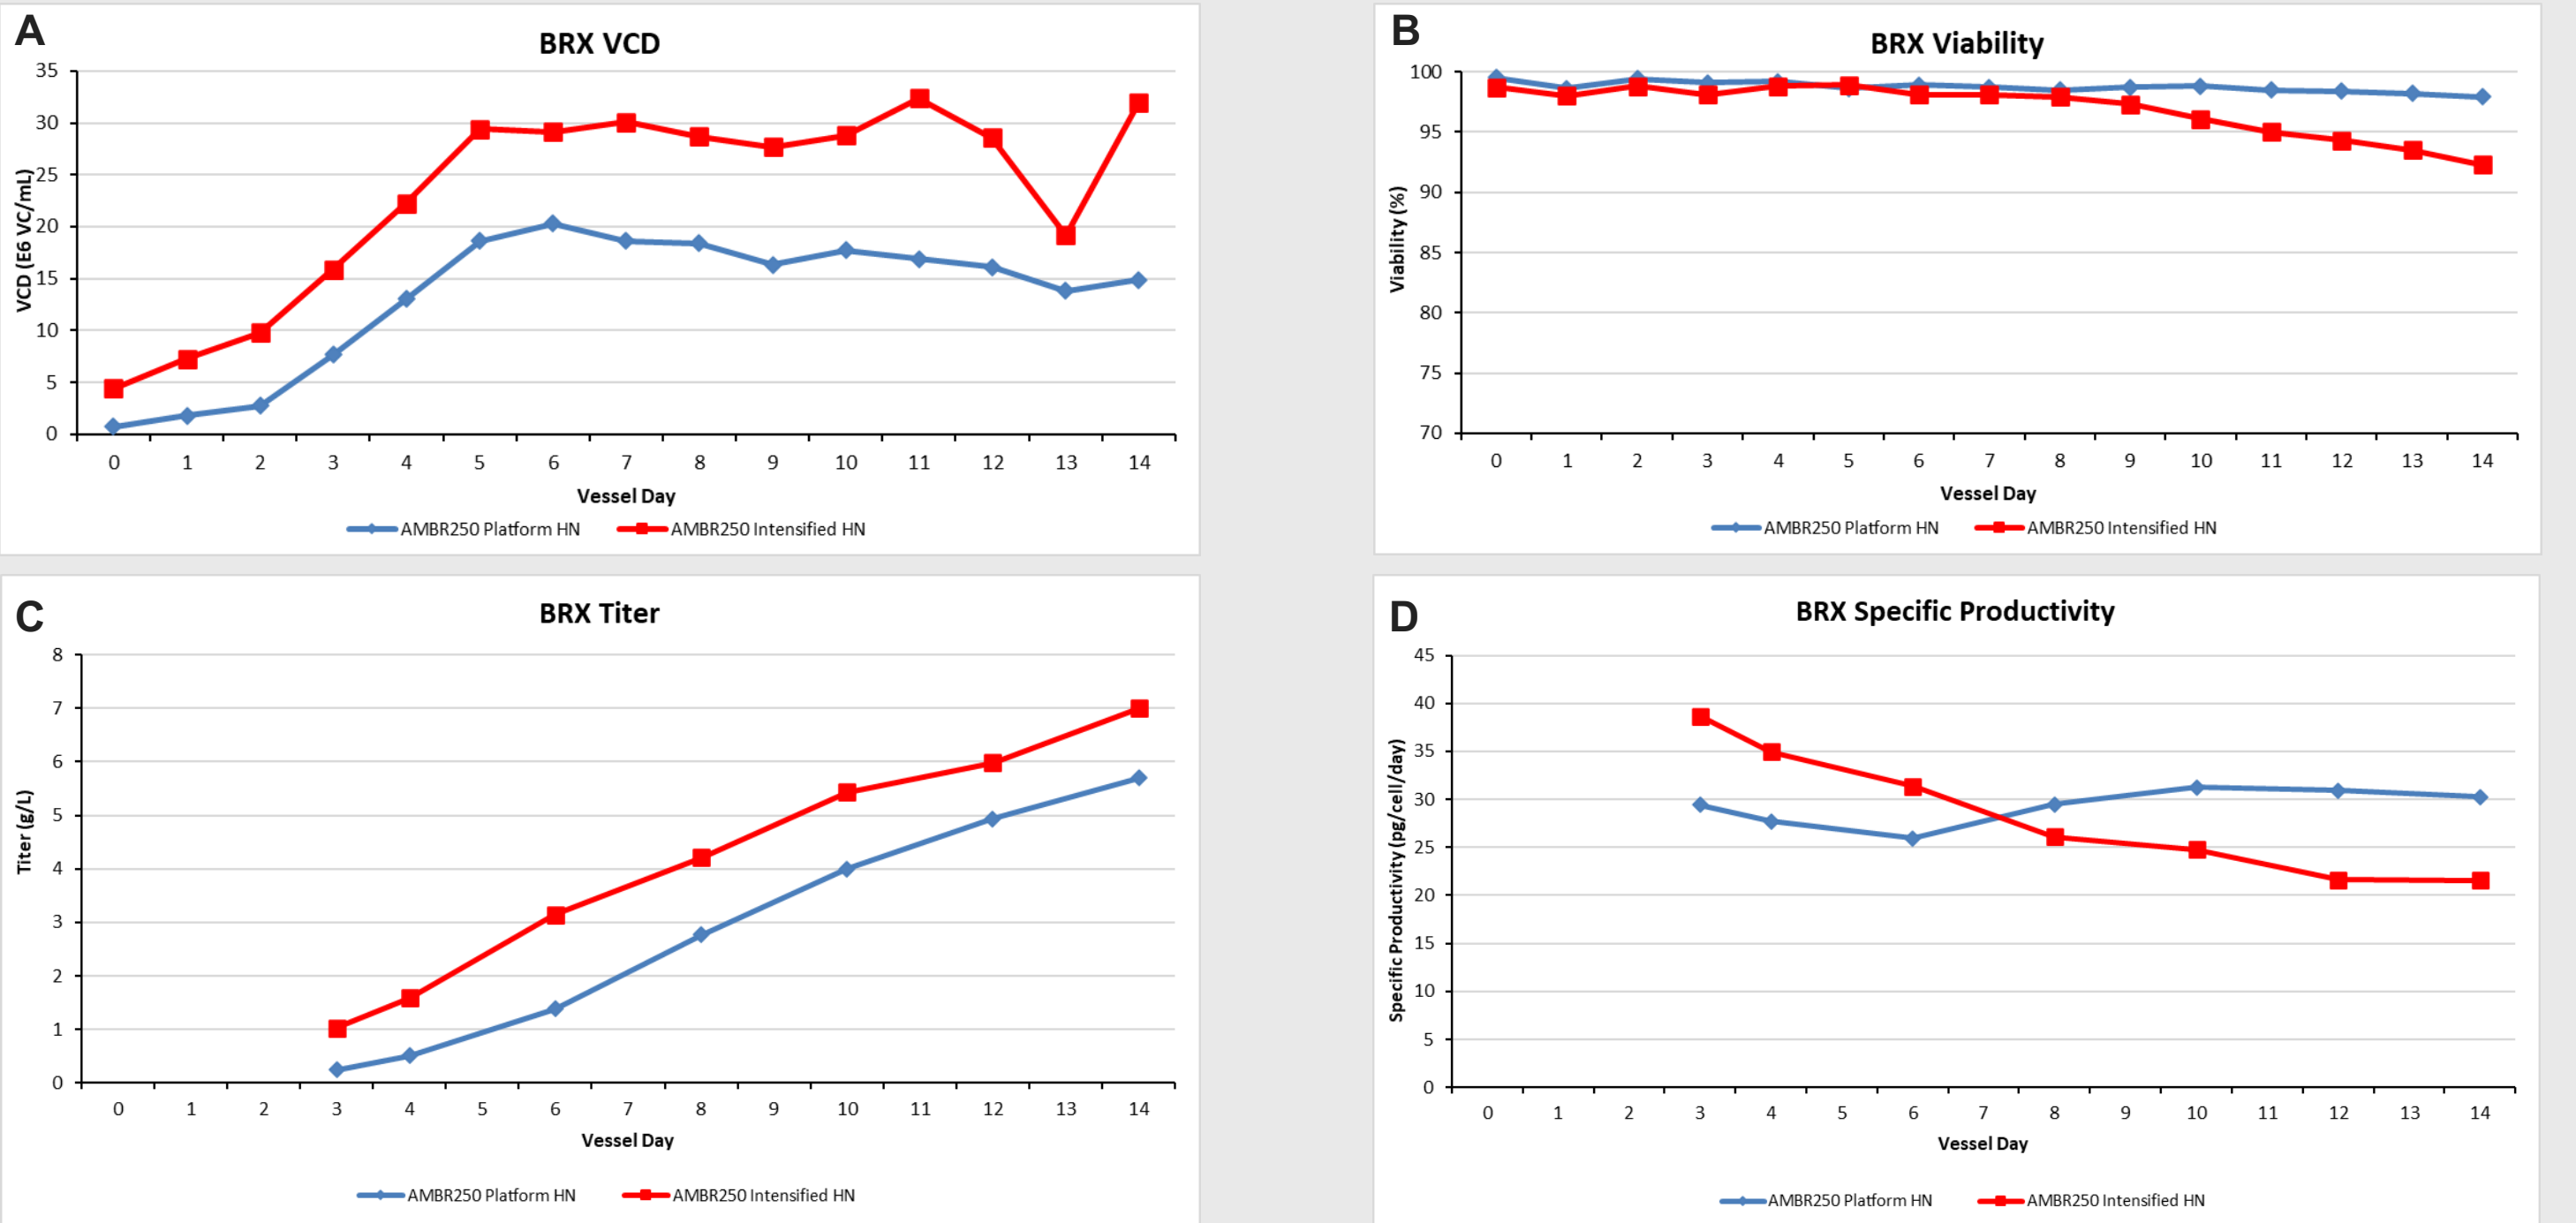 A
BRX VCD
35
30
25
20
15
10
5
0
VCD (E6 VC/mL)
0 1 2 3 4 5 6 7 8 9 10 11 12 13 14
Vessel Day
AMBR250 Platform HN AMBR250 Intensified HN
B
BRX Viability
100
95
90
85
80
75
70
Viability (%)
0 1 2 3 4 5 6 7 8 9 10 11 12 13 14
Vessel Day
AMBR250 Platform HN AMBR250 Intensified HN
C
BRX Titer
8
7
6
5
4
3
2
1
0
Titer (g/L)
0 1 2 3 4 5 6 7 8 9 10 11 12 13 14
Vessel Day
AMBR250 Platform HN AMBR250 Intensified HN
D
BRX Specific Productivity
45
40
35
30
25
20
15
10
5
0
Specific Productivity (pg/cell/day)
0 1 2 3 4 5 6 7 8 9 10 11 12 13 14
Vessel Day
AMBR250 Platform HN AMBR250 Intensified HN